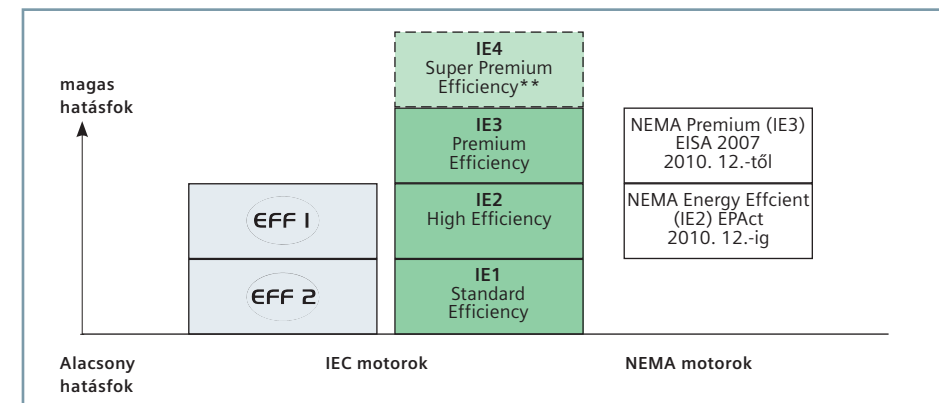 magas
hatásfok
EFF 1
EFF 2
IE4
Super Premium
Efficiency**
IE3
Premium
Efficiency
IE2
High Efficiency
IE1
Standard
Efficiency
NEMA Premium (IE3)
EISA 2007
2010. 12.-től
NEMA Energy Effcient
(IE2) EPAct
2010. 12.-ig
Alacsony
hatásfok
IEC motorok
NEMA motorok